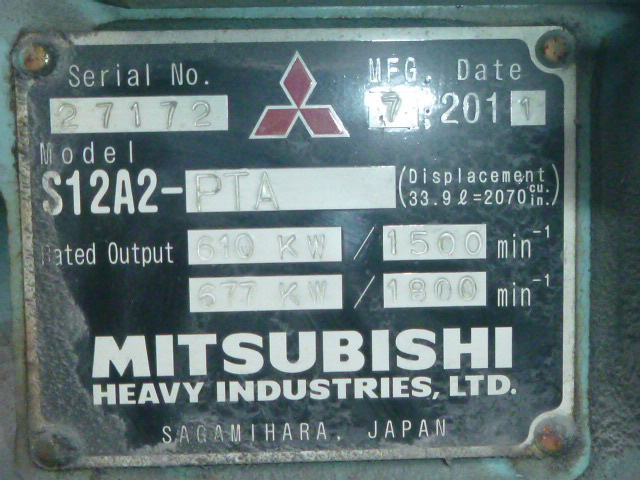 Serial No.
27172
MFG. Date
7.2011
Model
S12A2-PTA
(Displacement
33.9ℓ=2070 cu. in.)
Rated Output 610 KW / 1500 min⁻¹
677 KW / 1800 min⁻¹
MITSUBISHI
HEAVY INDUSTRIES, LTD.
SAGAMIHARA, JAPAN